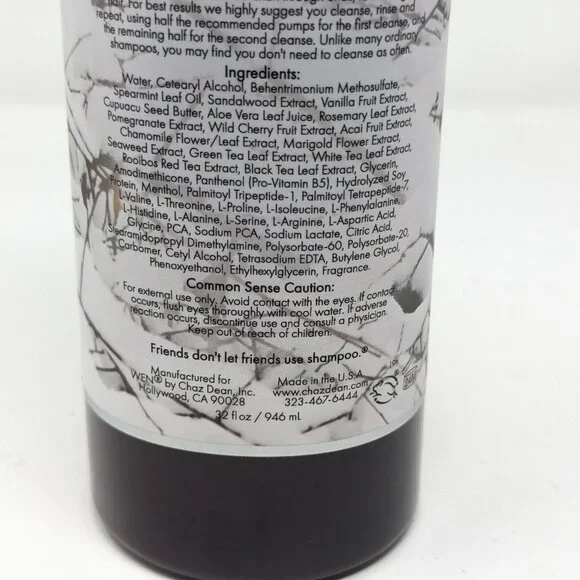 hair. For best results we highly suggest you cleanse, rinse and
repeat, using half the recommended pumps for the first cleanse, and
the remaining half for the second cleanse. Unlike many ordinary
shampoos, you may find you don't need to cleanse as often.
Ingredients:
Water, Cetearyl Alcohol, Behentrimonium Methosulfate,
Spearmint Leaf Oil, Sandalwood Extract, Vanilla Fruit Extract,
Cupuacu Seed Butter, Aloe Vera Leaf Juice, Rosemary Leaf Extract,
Pomegranate Extract, Wild Cherry Fruit Extract, Acai Fruit Extract,
Chamomile Flower/Leaf Extract, Marigold Flower Extract,
Seaweed Extract, Green Tea Leaf Extract, White Tea Leaf Extract,
Rooibos Red Tea Extract, Black Tea Leaf Extract, Glycerin,
Amodimethicone, Panthenol (Pro-Vitamin B5), Hydrolyzed Soy
Protein, Menthol, Palmitoyl Tripeptide-1, Palmitoyl Tetrapeptide-7,
L-Valine, L-Threonine, L-Proline, L-Isoleucine, L-Phenylalanine,
L-Histidine, L-Alanine, L-Serine, L-Arginine, L-Aspartic Acid,
Glycine, PCA, Sodium PCA, Sodium Lactate, Citric Acid,
Stearamidopropyl Dimethylamine, Polysorbate-60, Polysorbate-20,
Carbomer, Cetyl Alcohol, Tetrasodium EDTA, Butylene Glycol,
Phenoxyethanol, Ethylhexylglycerin, Fragrance.
Common Sense Caution:
For external use only. Avoid contact with the eyes. If contact
occurs, flush eyes thoroughly with cool water. If adverse
reaction occurs, discontinue use and consult a physician.
Keep out of reach of children.
Friends don't let friends use shampoo.®
Manufactured for
WEN® by Chaz Dean, Inc.
Hollywood, CA 90028
Made in the U.S.A.
www.chazdean.com
323-467-6444
32 fl oz / 946 mL